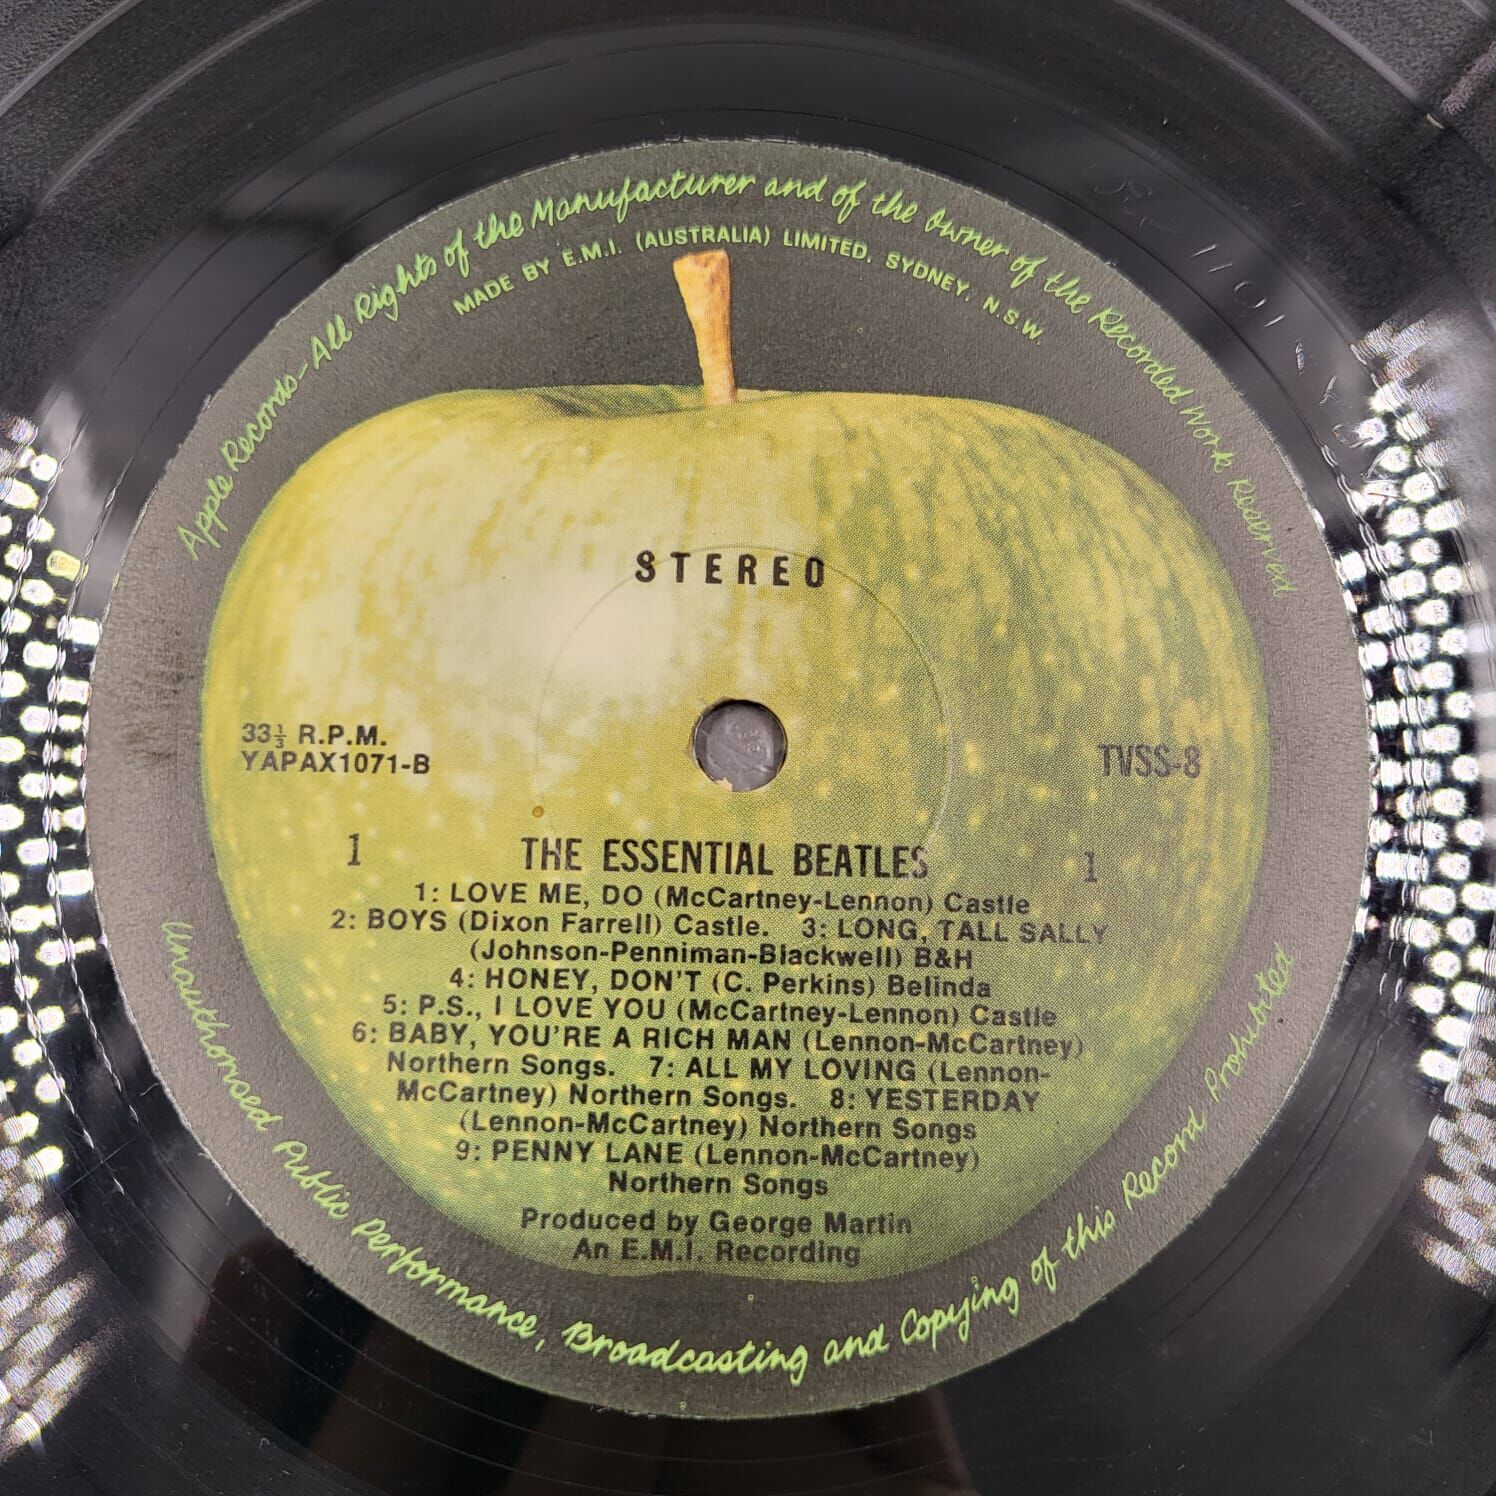 Apple Records-All Rights of the Manufacturer and of the Owner of the Recorded Work Reserved
MADE BY E.M.I. (AUSTRALIA) LIMITED. SYDNEY. N.S.W.
STEREO
33⅓ R.P.M.
YAPAX1071-B
TVSS-8
1 THE ESSENTIAL BEATLES 1
1: LOVE ME, DO (McCartney-Lennon) Castle
2: BOYS (Dixon Farrell) Castle. 3: LONG, TALL SALLY
(Johnson-Penniman-Blackwell) B&H
4: HONEY, DON'T (C. Perkins) Belinda
5: P.S., I LOVE YOU (McCartney-Lennon) Castle
6: BABY, YOU'RE A RICH MAN (Lennon-McCartney)
Northern Songs. 7: ALL MY LOVING (Lennon-
McCartney) Northern Songs. 8: YESTERDAY
(Lennon-McCartney) Northern Songs
9: PENNY LANE (Lennon-McCartney)
Northern Songs
Produced by George Martin
An E.M.I. Recording
Unauthorised Public Performance, Broadcasting and Copying of this Record Prohibited